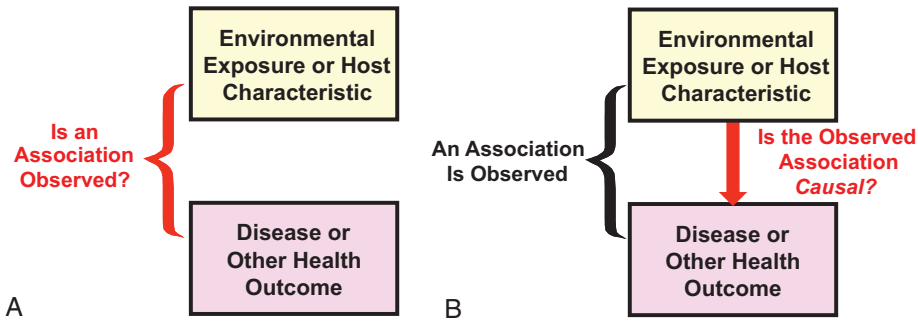 Environmental
Exposure or Host
Characteristic
Is an
Association
Observed?
Disease or
Other Health
Outcome
A
Environmental
Exposure or Host
Characteristic
An Association
Is Observed
Is the Observed
Association
Causal?
Disease or
Other Health
Outcome
B